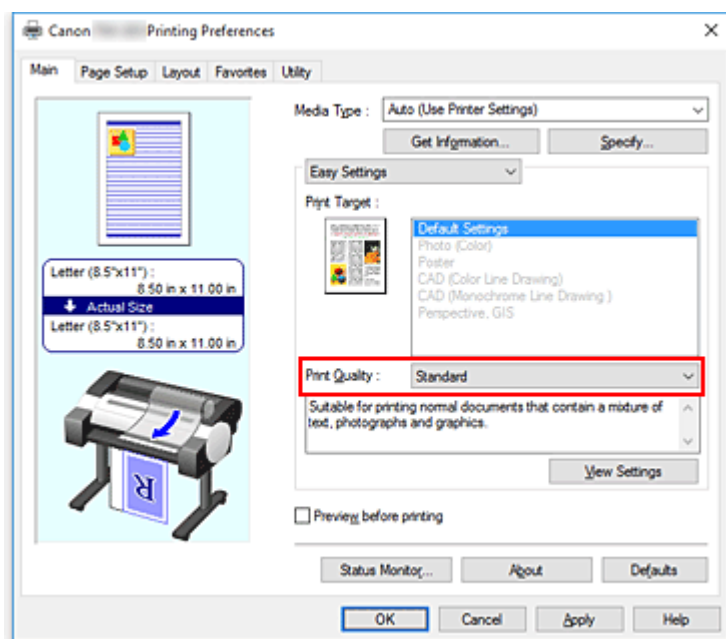 Canon Printing Preferences
Main Page Setup Layout Favorites Utility
Media Type : Auto (Use Printer Settings)
Get Information... Specify...
Easy Settings
Print Target :
Default Settings
Photo (Color)
Poster
CAD (Color Line Drawing)
CAD (Monochrome Line Drawing )
Perspective, GIS
Letter (8.5"x11") :
8.50 in x 11.00 in
Actual Size
Letter (8.5"x11") :
8.50 in x 11.00 in
Print Quality : Standard
Suitable for printing normal documents that contain a mixture of
text, photographs and graphics.
R
View Settings
Preview before printing
Status Monitor... About Defaults
OK Cancel Apply Help